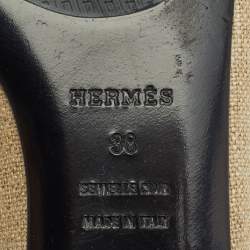 HERMÈS
38
SEMELLE CUIR
MADE IN ITALY